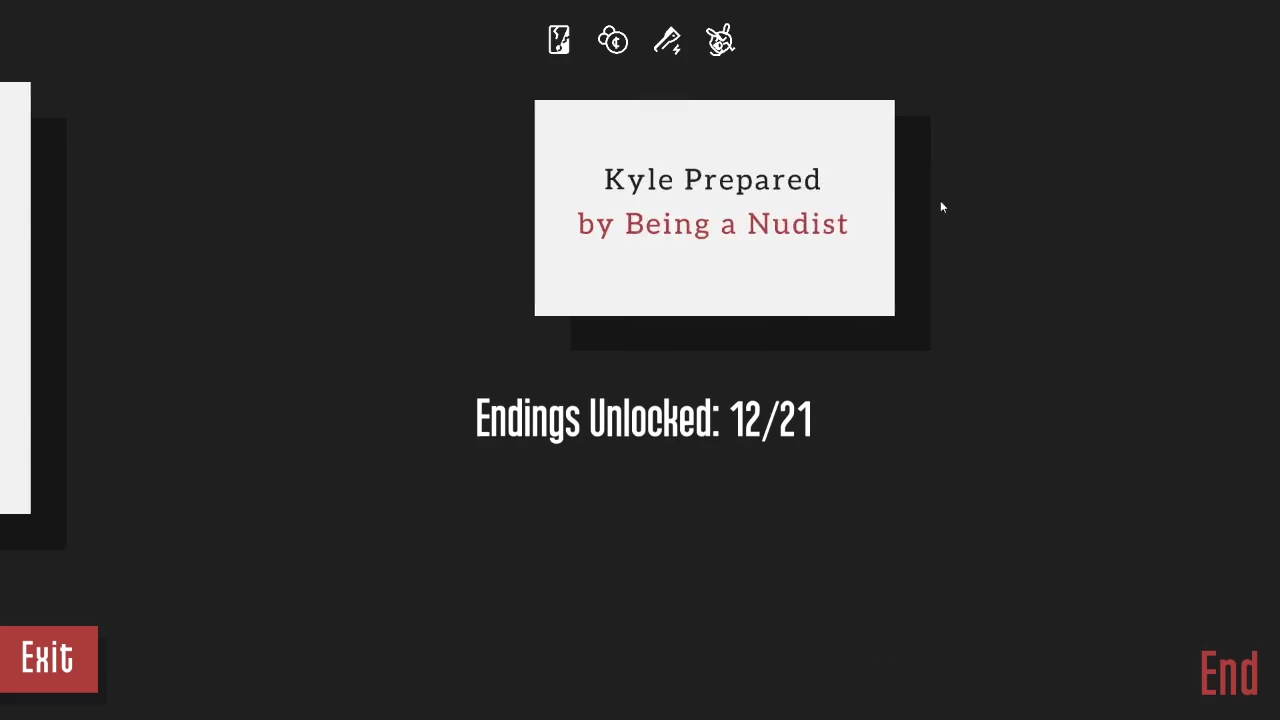 Kyle Prepared
by Being a Nudist
Endings Unlocked: 12/21
Exit
End